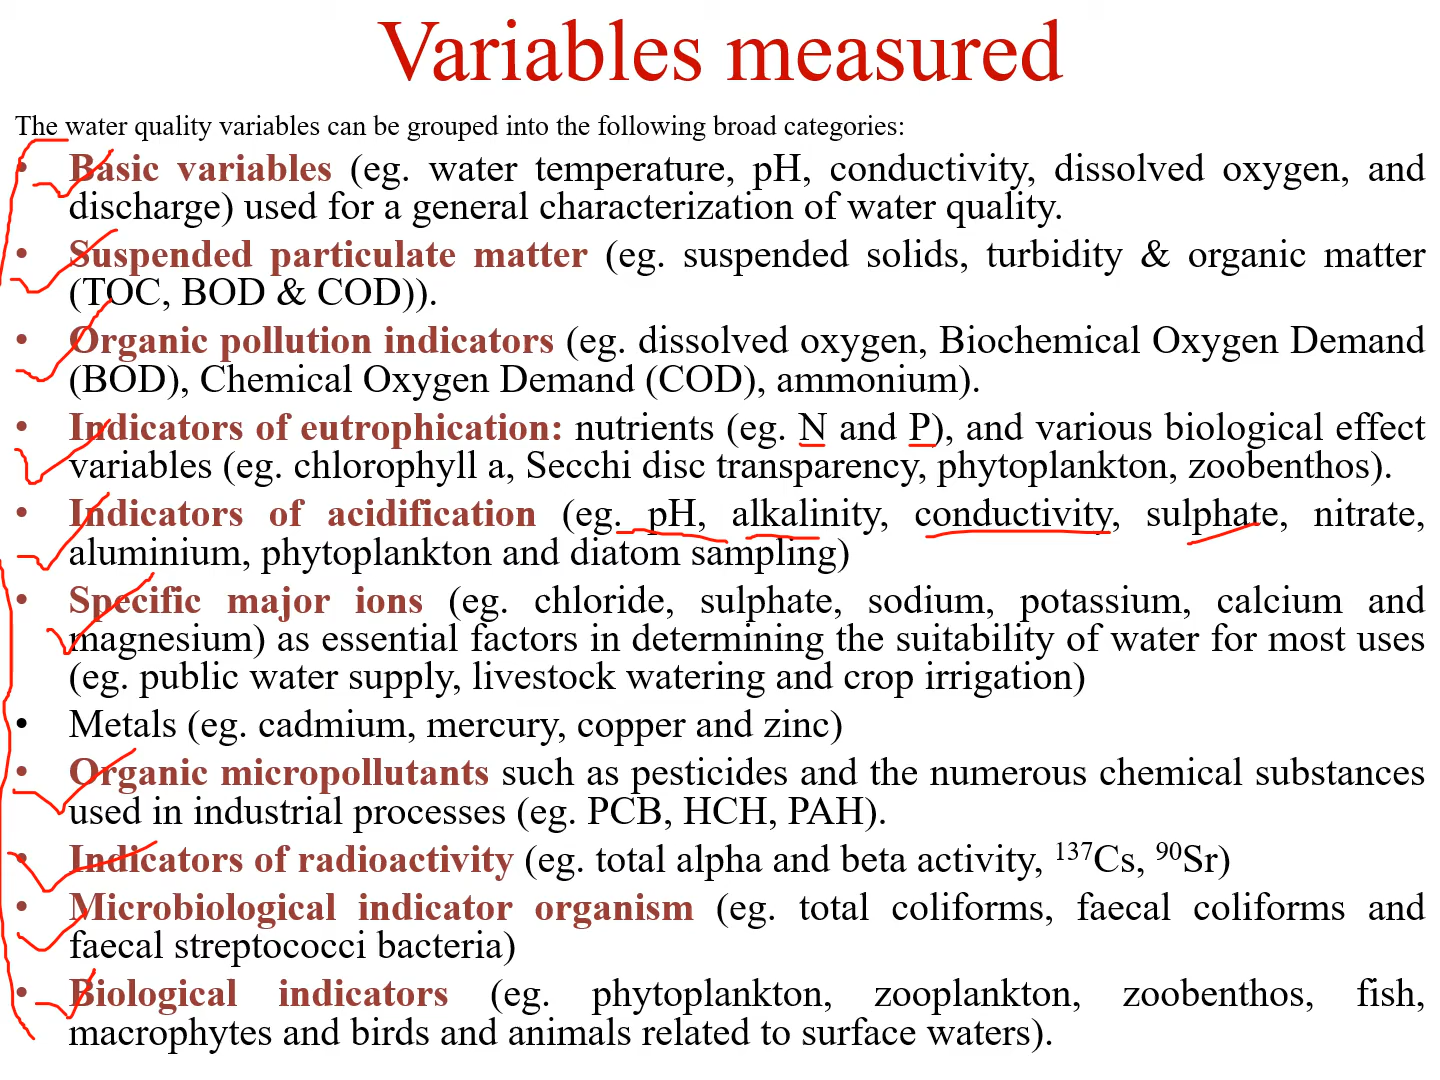 Variables measured
The water quality variables can be grouped into the following broad categories:
• Basic variables (eg. water temperature, pH, conductivity, dissolved oxygen, and
discharge) used for a general characterization of water quality.
• Suspended particulate matter (eg. suspended solids, turbidity & organic matter
(TOC, BOD & COD)).
• Organic pollution indicators (eg. dissolved oxygen, Biochemical Oxygen Demand
(BOD), Chemical Oxygen Demand (COD), ammonium).
• Indicators of eutrophication: nutrients (eg. N and P), and various biological effect
variables (eg. chlorophyll a, Secchi disc transparency, phytoplankton, zoobenthos).
• Indicators of acidification (eg. pH, alkalinity, conductivity, sulphate, nitrate,
aluminium, phytoplankton and diatom sampling)
• Specific major ions (eg. chloride, sulphate, sodium, potassium, calcium and
magnesium) as essential factors in determining the suitability of water for most uses
(eg. public water supply, livestock watering and crop irrigation)
• Metals (eg. cadmium, mercury, copper and zinc)
• Organic micropollutants such as pesticides and the numerous chemical substances
used in industrial processes (eg. PCB, HCH, PAH).
• Indicators of radioactivity (eg. total alpha and beta activity, ¹³⁷Cs, ⁹⁰Sr)
• Microbiological indicator organism (eg. total coliforms, faecal coliforms and
faecal streptococci bacteria)
• Biological indicators (eg. phytoplankton, zooplankton, zoobenthos, fish,
macrophytes and birds and animals related to surface waters).